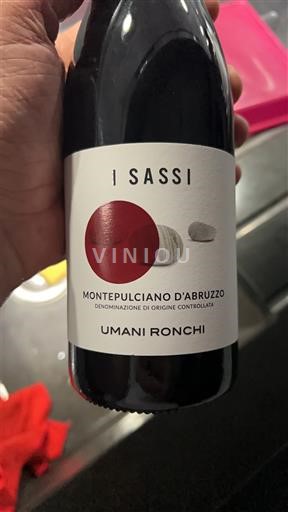 I SASSI
VINIOU
MONTEPULCIANO D'ABRUZZO
DENOMINAZIONE DI ORIGINE CONTROLLATA
UMANI RONCHI